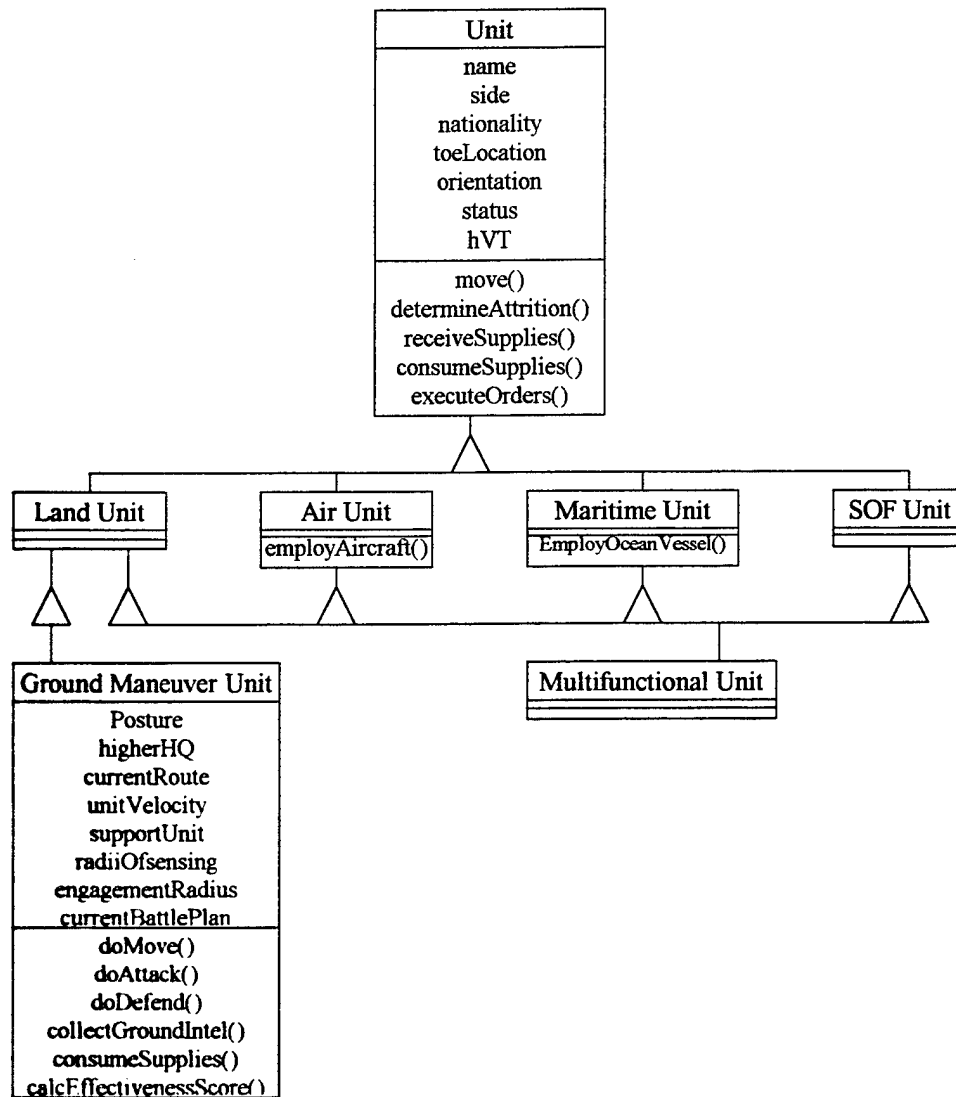 Unit
name
side
nationality
toeLocation
orientation
status
hVT
move()
determineAttrition()
receiveSupplies()
consumeSupplies()
executeOrders()
Land Unit
Air Unit
employAircraft()
Maritime Unit
EmployOceanVessel()
SOF Unit
Ground Maneuver Unit
Posture
higherHQ
currentRoute
unitVelocity
supportUnit
radiiOfsensing
engagementRadius
currentBattlePlan
doMove()
doAttack()
doDefend()
collectGroundIntel()
consumeSupplies()
calcEffectivenessScore()
Multifunctional Unit